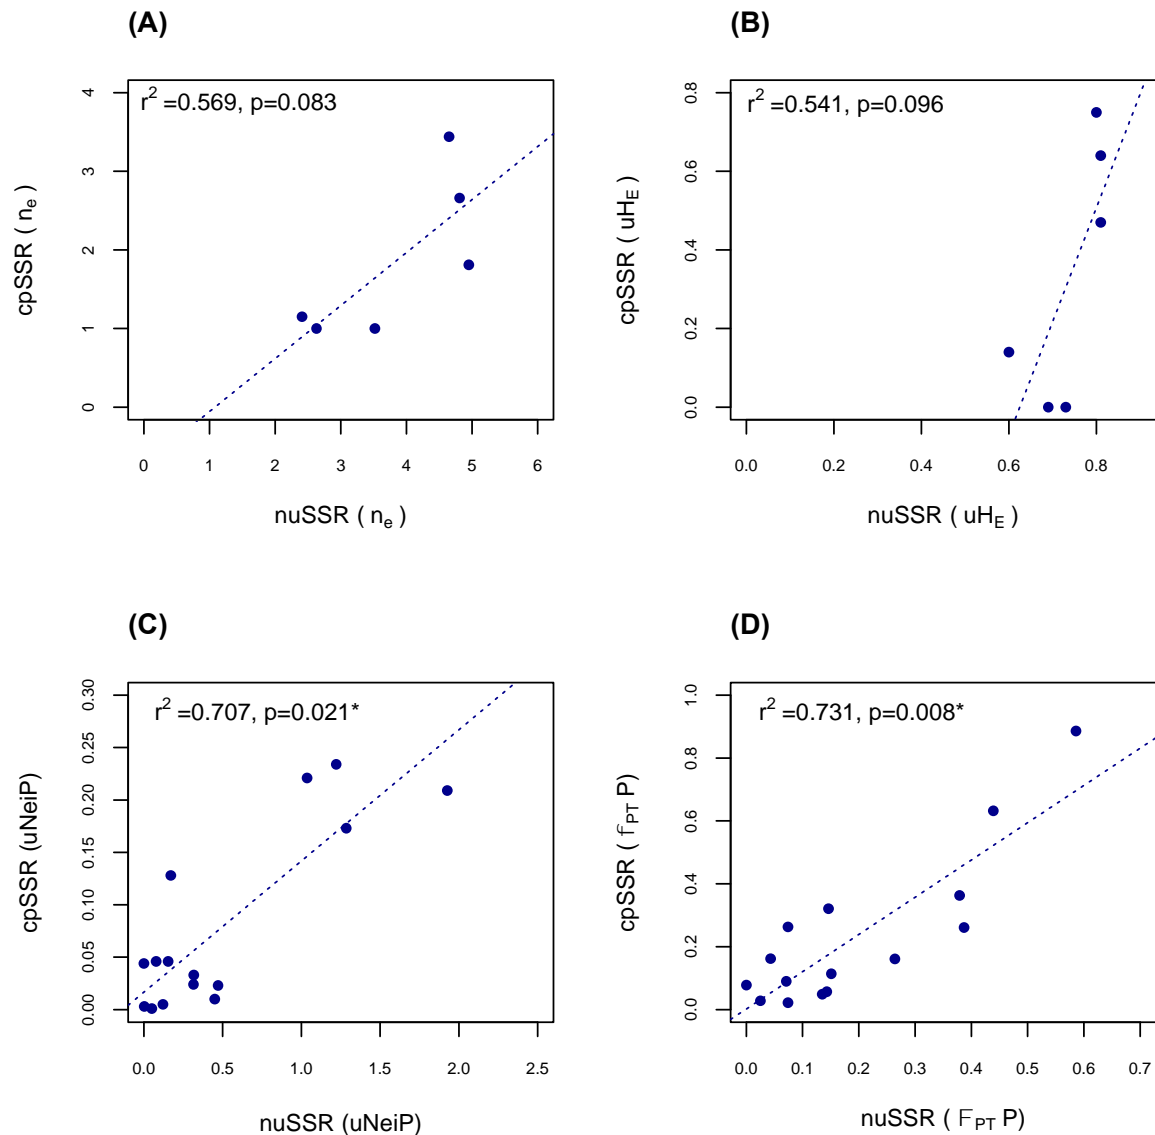 (A)
r² =0.569, p=0.083
cpSSR ( nₑ )
4
3
2
1
0
0 1 2 3 4 5 6
nuSSR ( nₑ )
(B)
r² =0.541, p=0.096
cpSSR ( uH_E )
0.8
0.6
0.4
0.2
0.0
0.0 0.2 0.4 0.6 0.8
nuSSR ( uH_E )
(C)
r² =0.707, p=0.021*
cpSSR (uNeiP)
0.30
0.25
0.20
0.15
0.10
0.05
0.00
0.0 0.5 1.0 1.5 2.0 2.5
nuSSR (uNeiP)
(D)
r² =0.731, p=0.008*
cpSSR ( F_PT P)
1.0
0.8
0.6
0.4
0.2
0.0
0.0 0.1 0.2 0.3 0.4 0.5 0.6 0.7
nuSSR ( F_PT P)